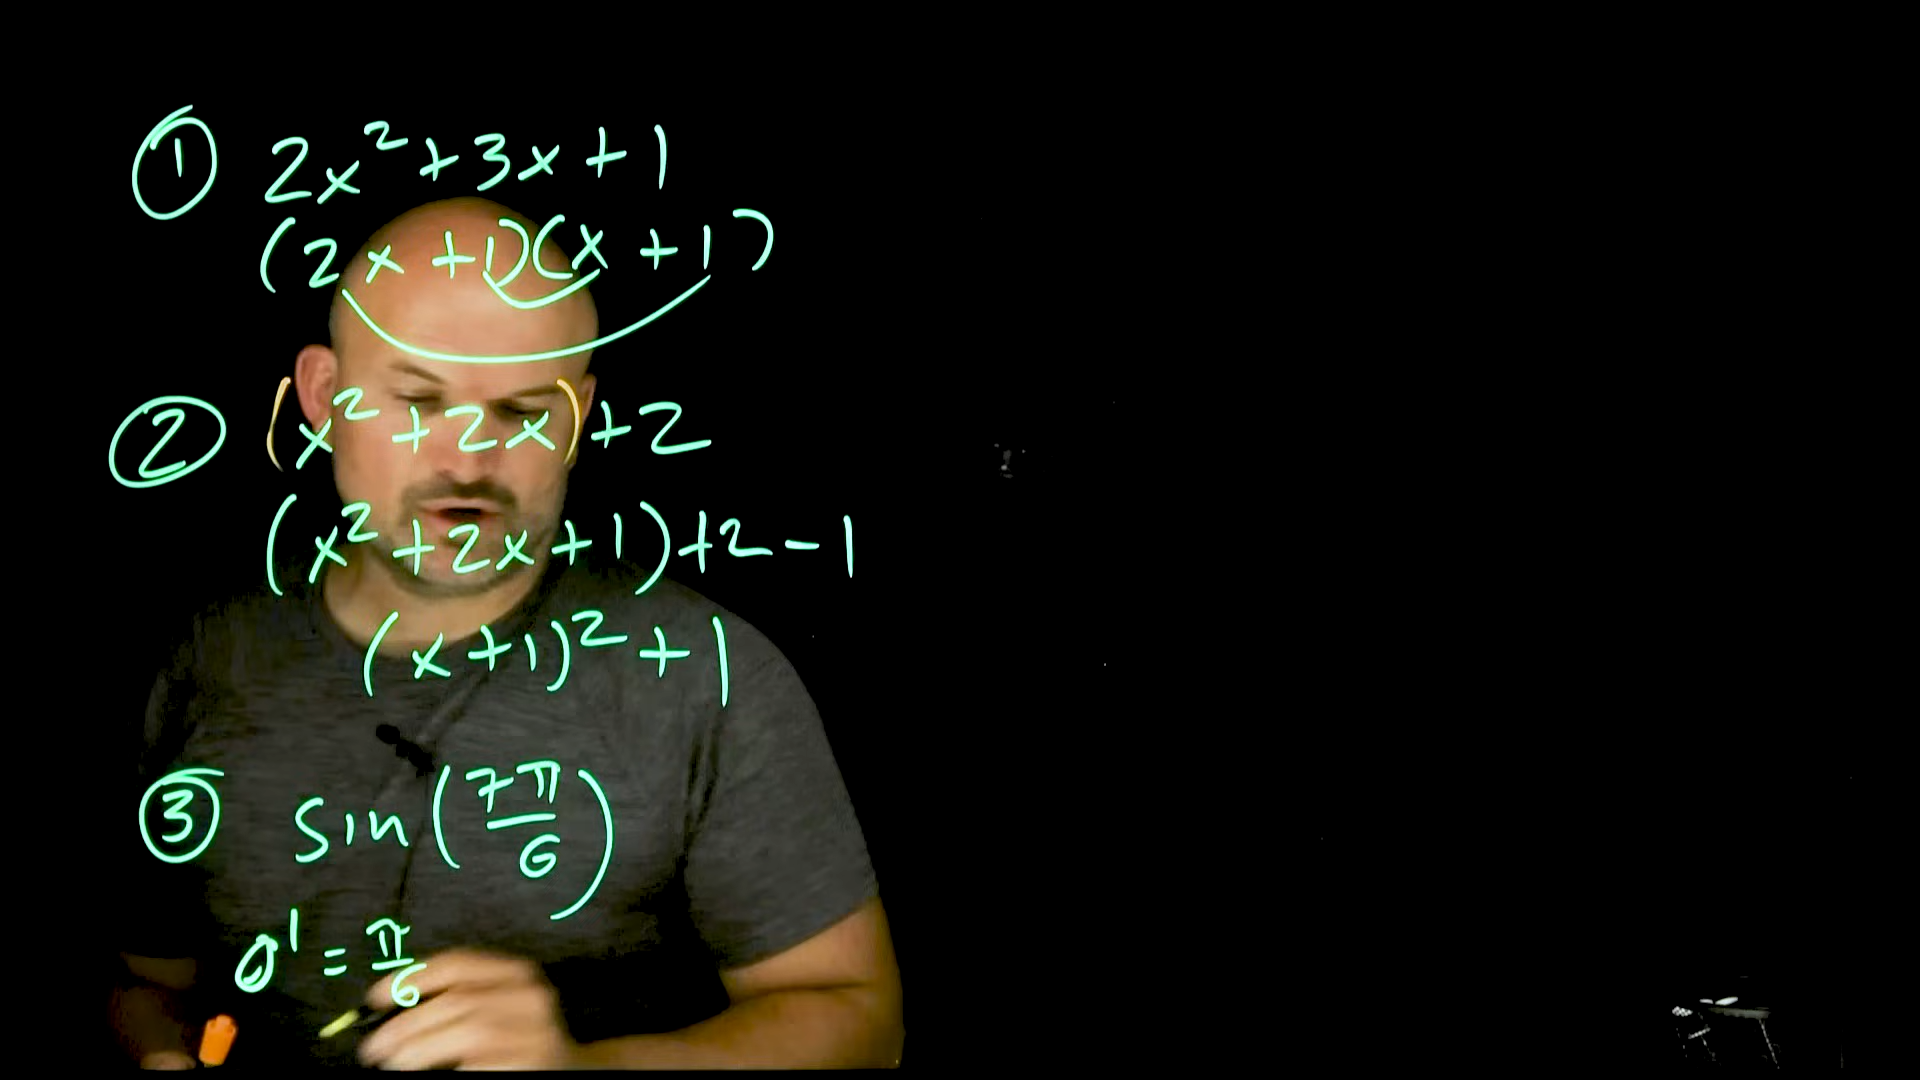 ① 2x² + 3x + 1
(2x + 1)(x + 1)
② (x² + 2x) + 2
(x² + 2x + 1) + 2 - 1
(x + 1)² + 1
③ sin(7π/6)
θ' = π/6